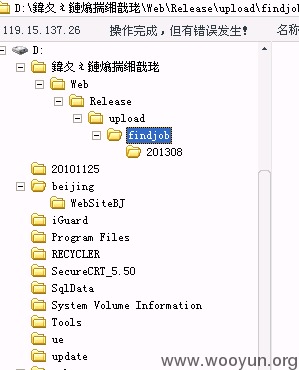 D:\鍏夊ぇ鏈熻揣缃戠珯\Web\Release\upload\findjo
119.15.137.26 操作完成，但有错误发生! 名称
D:
鍏夊ぇ鏈熻揣缃戠珯
Web
Release
upload
findjob
201308
20101125
beijing
WebSiteBJ
iGuard
Program Files
RECYCLER
SecureCRT_5.50
SqlData
System Volume Information
Tools
ue
update
www.wooyun.org